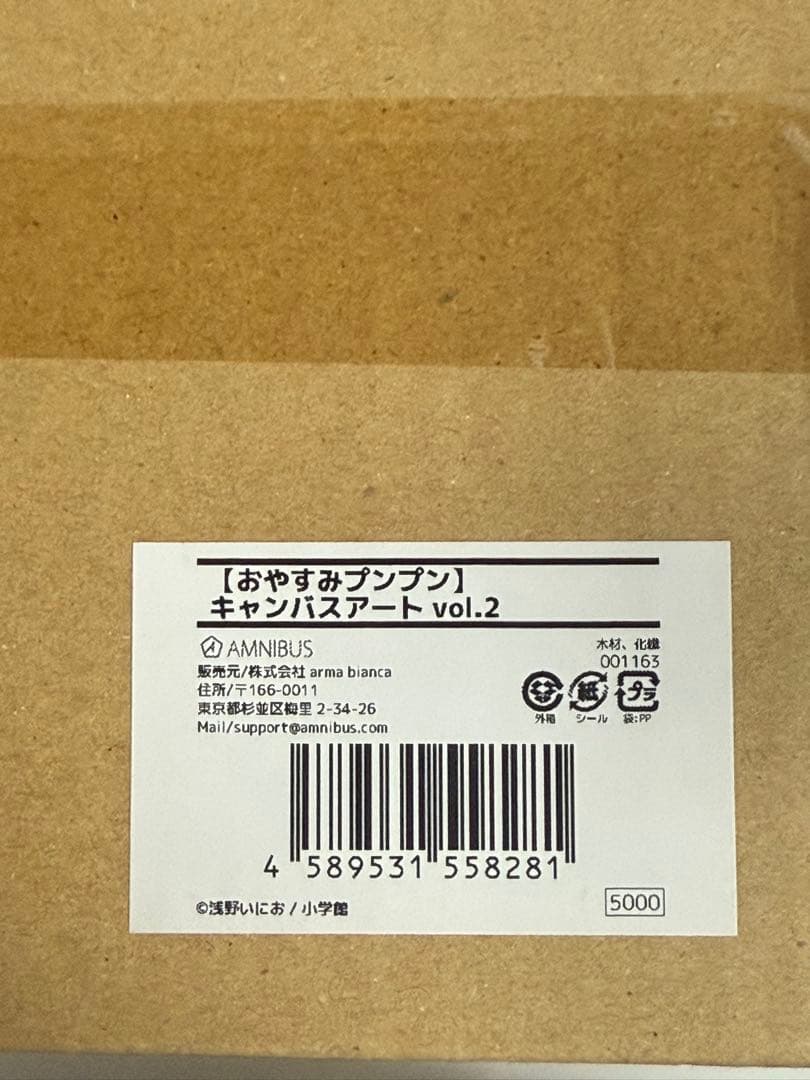 【おやすみプンプン】
キャンバスアート vol.2
AMNIBUS
販売元/株式会社 arma bianca
住所/〒166-0011
東京都杉並区梅里 2-34-26
Mail/support@amnibus.com
木材、化繊
001163
紙 プラ
外箱 シール 袋:PP
4 589531 558281
©浅野いにお / 小学館
5000